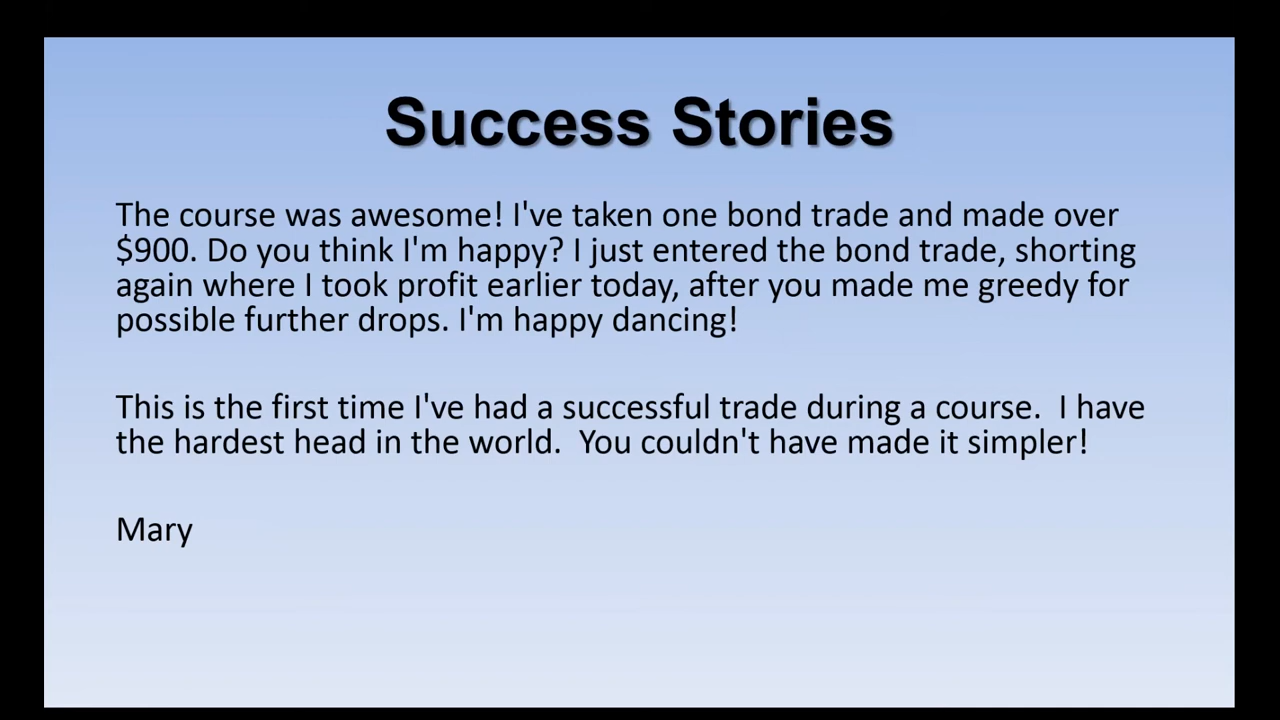 Success Stories
The course was awesome! I've taken one bond trade and made over
$900. Do you think I'm happy? I just entered the bond trade, shorting
again where I took profit earlier today, after you made me greedy for
possible further drops. I'm happy dancing!
This is the first time I've had a successful trade during a course.  I have
the hardest head in the world.  You couldn't have made it simpler!
Mary